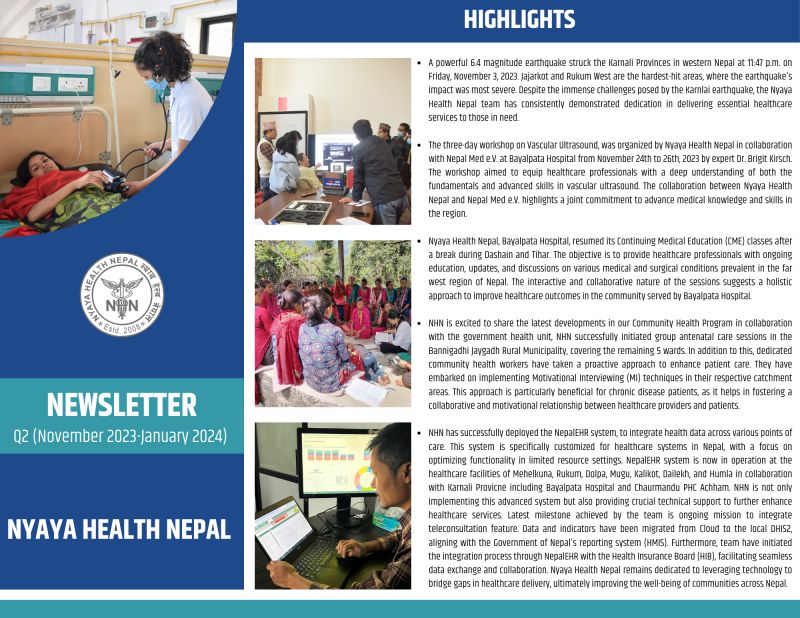 HIGHLIGHTS
NYAYA HEALTH NEPAL
न्याय हेल्थ नेपाल
NHN
Estd. 2008
NEWSLETTER
Q2 (November 2023-January 2024)
NYAYA HEALTH NEPAL
• A powerful 6.4 magnitude earthquake struck the Karnali Provinces in western Nepal at 11:47 p.m. on
Friday, November 3, 2023. Jajarkot and Rukum West are the hardest-hit areas, where the earthquake's
impact was most severe. Despite the immense challenges posed by the Karnlai earthquake, the Nyaya
Health Nepal team has consistently demonstrated dedication in delivering essential healthcare
services to those in need.
• The three-day workshop on Vascular Ultrasound, was organized by Nyaya Health Nepal in collaboration
with Nepal Med e.V. at Bayalpata Hospital from November 24th to 26th, 2023 by expert Dr. Brigit Kirsch.
The workshop aimed to equip healthcare professionals with a deep understanding of both the
fundamentals and advanced skills in vascular ultrasound. The collaboration between Nyaya Health
Nepal and Nepal Med e.V. highlights a joint commitment to advance medical knowledge and skills in
the region.
• Nyaya Health Nepal, Bayalpata Hospital, resumed its Continuing Medical Education (CME) classes after
a break during Dashain and Tihar. The objective is to provide healthcare professionals with ongoing
education, updates, and discussions on various medical and surgical conditions prevalent in the far
west region of Nepal. The interactive and collaborative nature of the sessions suggests a holistic
approach to improve healthcare outcomes in the community served by Bayalpata Hospital.
• NHN is excited to share the latest developments in our Community Health Program in collaboration
with the government health unit, NHN successfully initiated group antenatal care sessions in the
Bannigadhi Jaygadh Rural Municipality, covering the remaining 5 wards. In addition to this, dedicated
community health workers have taken a proactive approach to enhance patient care. They have
embarked on implementing Motivational Interviewing (MI) techniques in their respective catchment
areas. This approach is particularly beneficial for chronic disease patients, as it helps in fostering a
collaborative and motivational relationship between healthcare providers and patients.
• NHN has successfully deployed the NepalEHR system, to integrate health data across various points of
care. This system is specifically customized for healthcare systems in Nepal, with a focus on
optimizing functionality in limited resource settings. NepalEHR system is now in operation at the
healthcare facilities of Mehelkuna, Rukum, Dolpa, Mugu, Kalikot, Dailekh, and Humla in collaboration
with Karnali Provicne including Bayalpata Hospital and Chaurmandu PHC Achham. NHN is not only
implementing this advanced system but also providing crucial technical support to further enhance
healthcare services. Latest milestone achieved by the team is ongoing mission to integrate
teleconsultation feature. Data and indicators have been migrated from Cloud to the local DHIS2,
aligning with the Government of Nepal's reporting system (HMIS). Furthermore, team have initiated
the integration process through NepalEHR with the Health Insurance Board (HIB), facilitating seamless
data exchange and collaboration. Nyaya Health Nepal remains dedicated to leveraging technology to
bridge gaps in healthcare delivery, ultimately improving the well-being of communities across Nepal.